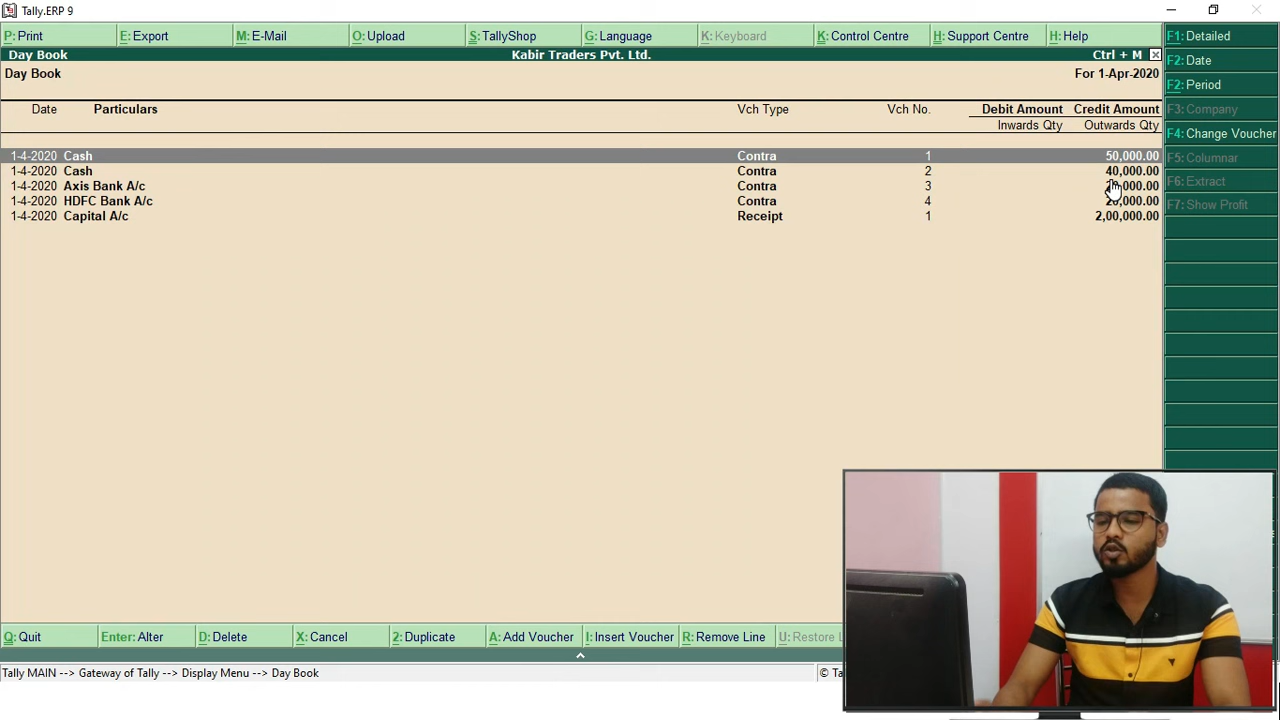 Tally.ERP 9
P: Print E: Export M: E-Mail O: Upload S: TallyShop G: Language K: Keyboard K: Control Centre H: Support Centre H: Help F1: Detailed
Day Book Kabir Traders Pvt. Ltd. Ctrl + M
F2: Date
Day Book For 1-Apr-2020
F2: Period
Date Particulars Vch Type Vch No. Debit Amount Credit Amount
F3: Company
Inwards Qty Outwards Qty
F4: Change Voucher
1-4-2020 Cash Contra 1 50,000.00
F5: Columnar
1-4-2020 Cash Contra 2 40,000.00
F6: Extract
1-4-2020 Axis Bank A/c Contra 3
1-4-2020 HDFC Bank A/c Contra 4
F7: Show Profit
1-4-2020 Capital A/c Receipt 1 2,00,000.00
Q: Quit Enter: Alter D: Delete X: Cancel 2: Duplicate A: Add Voucher I: Insert Voucher R: Remove Line U: Restore
Tally MAIN --> Gateway of Tally --> Display Menu --> Day Book ©